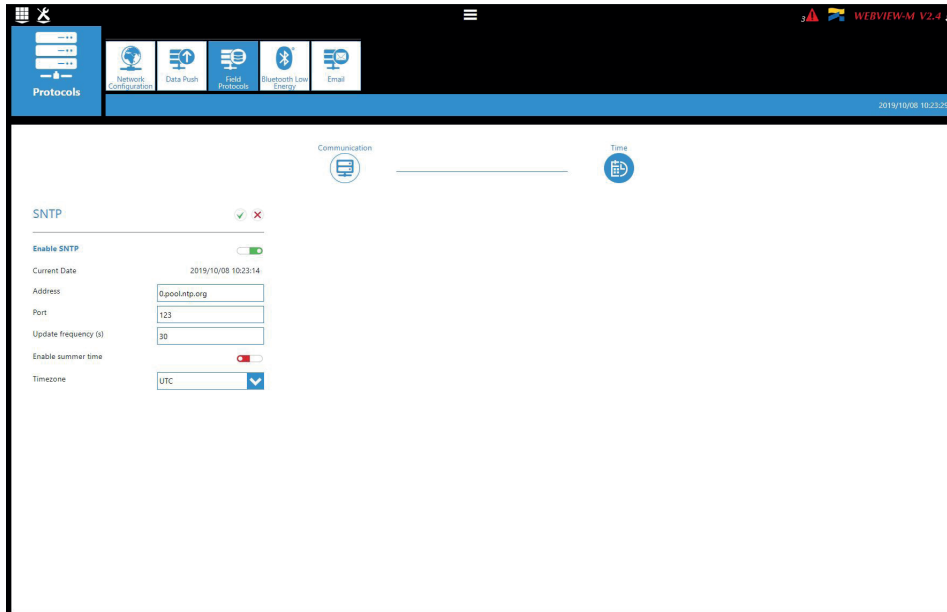 3 WEBVIEW-M V2.4
Protocols
Network
Configuration
Data Push
Field
Protocols
Bluetooth Low
Energy
Email
2019/10/08 10:23:29
Communication
Time
SNTP
Enable SNTP
Current Date 2019/10/08 10:23:14
Address 0.pool.ntp.org
Port 123
Update frequency (s) 30
Enable summer time
Timezone UTC